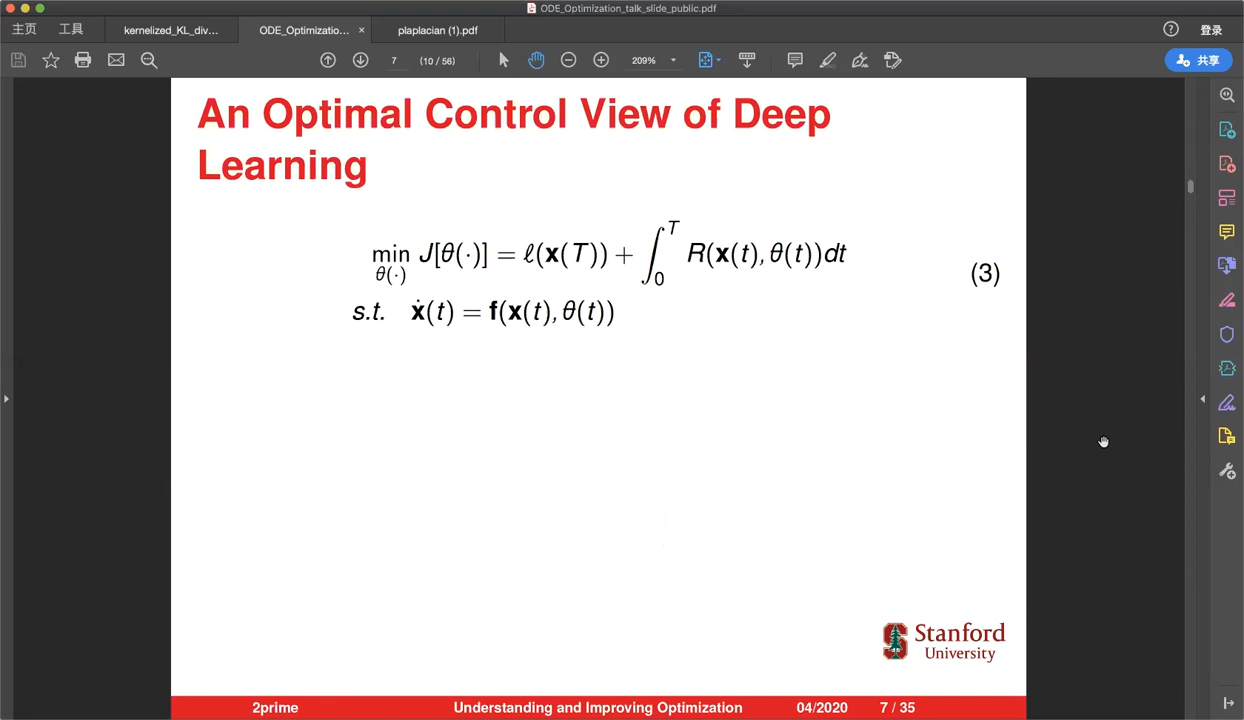 ODE_Optimization_talk_slide_public.pdf
主页 工具 kernelized_KL_div... ODE_Optimizatio... × plaplacian (1).pdf 登录
7 (10 / 56) 209% 共享
An Optimal Control View of Deep
Learning
min J[θ(·)] = ℓ(x(T)) + ∫₀ᵀ R(x(t), θ(t))dt
θ(·)
(3)
s.t. ẋ(t) = f(x(t), θ(t))
Stanford
University
2prime Understanding and Improving Optimization 04/2020 7 / 35